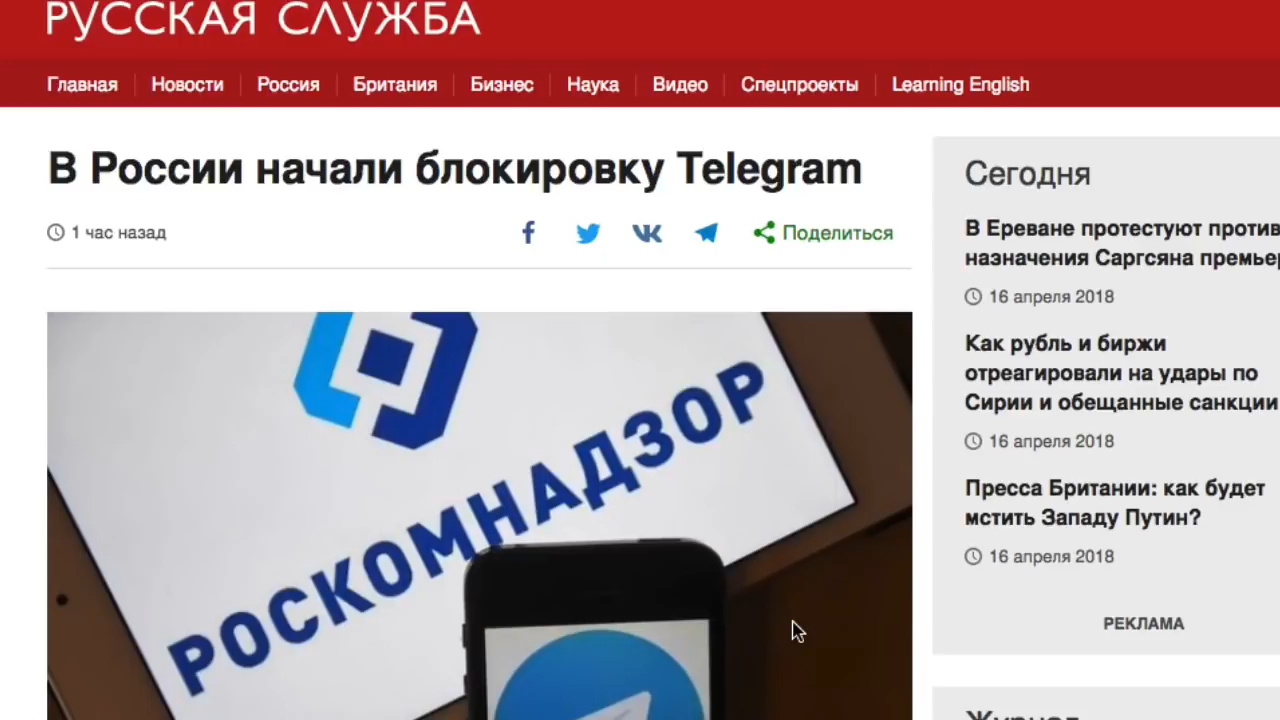 РУССКАЯ СЛУЖБА
Главная Новости Россия Британия Бизнес Наука Видео Спецпроекты Learning English
В России начали блокировку Telegram
1 час назад
Поделиться
РОСКОМНАДЗОР
Сегодня
В Ереване протестуют против
назначения Саргсяна премьер
16 апреля 2018
Как рубль и биржи
отреагировали на удары по
Сирии и обещанные санкции
16 апреля 2018
Пресса Британии: как будет
мстить Западу Путин?
16 апреля 2018
РЕКЛАМА